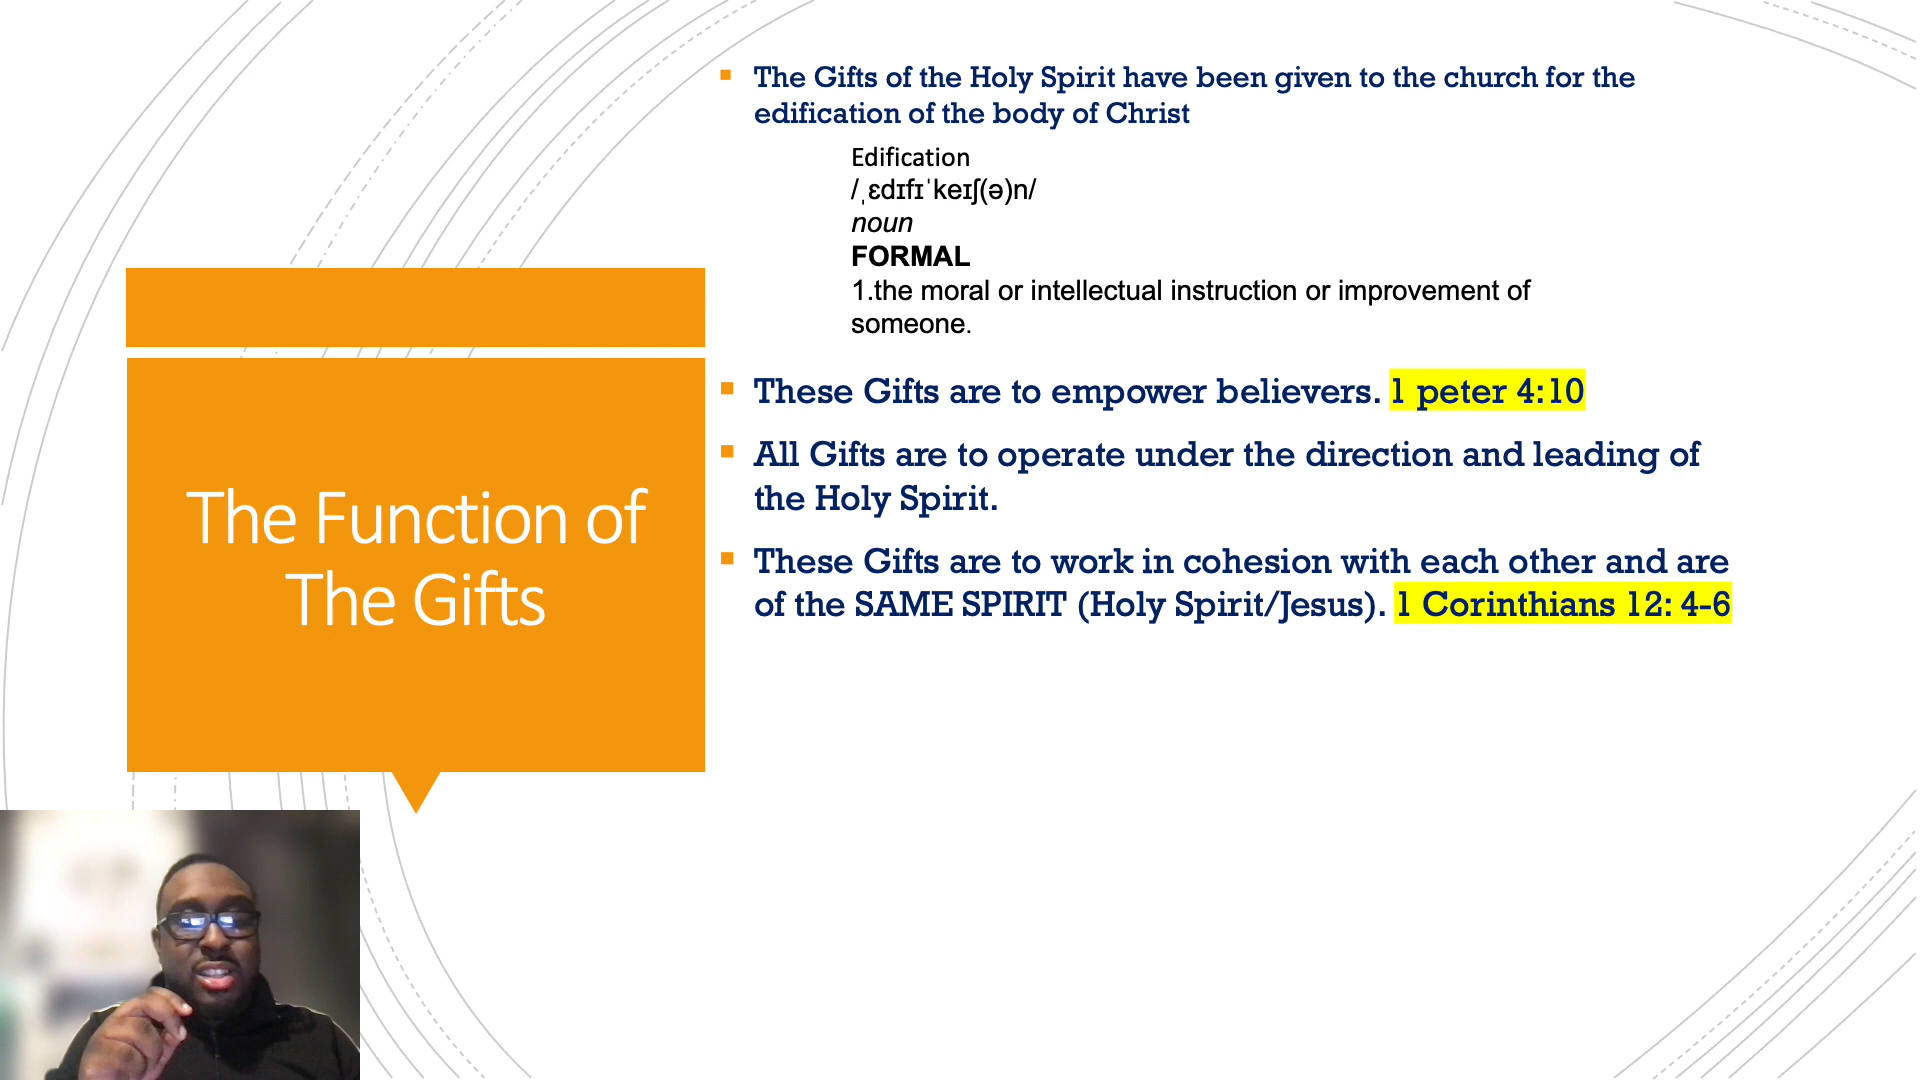 The Function of
The Gifts
The Gifts of the Holy Spirit have been given to the church for the
edification of the body of Christ
Edification
/ˌɛdɪfɪˈkeɪʃ(ə)n/
noun
FORMAL
1.the moral or intellectual instruction or improvement of
someone.
These Gifts are to empower believers. 1 peter 4:10
All Gifts are to operate under the direction and leading of
the Holy Spirit.
These Gifts are to work in cohesion with each other and are
of the SAME SPIRIT (Holy Spirit/Jesus). 1 Corinthians 12: 4-6